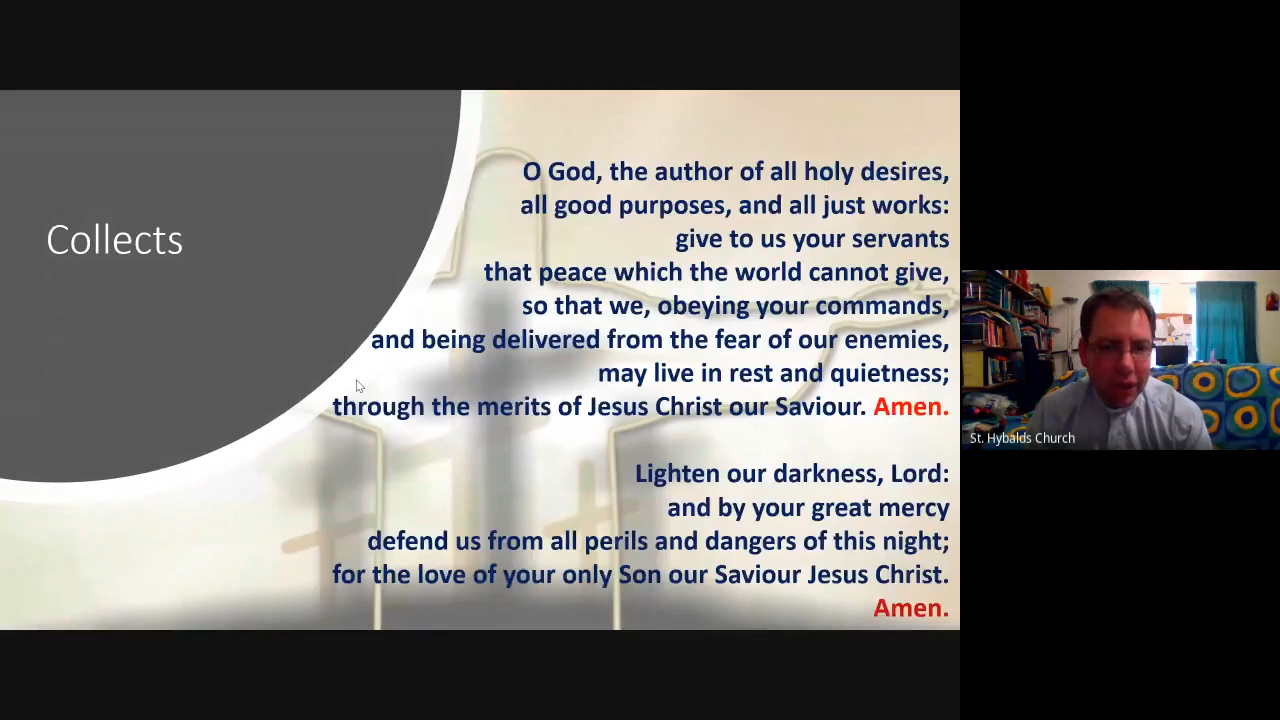 Collects
O God, the author of all holy desires,
all good purposes, and all just works:
give to us your servants
that peace which the world cannot give,
so that we, obeying your commands,
and being delivered from the fear of our enemies,
may live in rest and quietness;
through the merits of Jesus Christ our Saviour. Amen.
Lighten our darkness, Lord:
and by your great mercy
defend us from all perils and dangers of this night;
for the love of your only Son our Saviour Jesus Christ.
Amen.
St. Hybalds Church